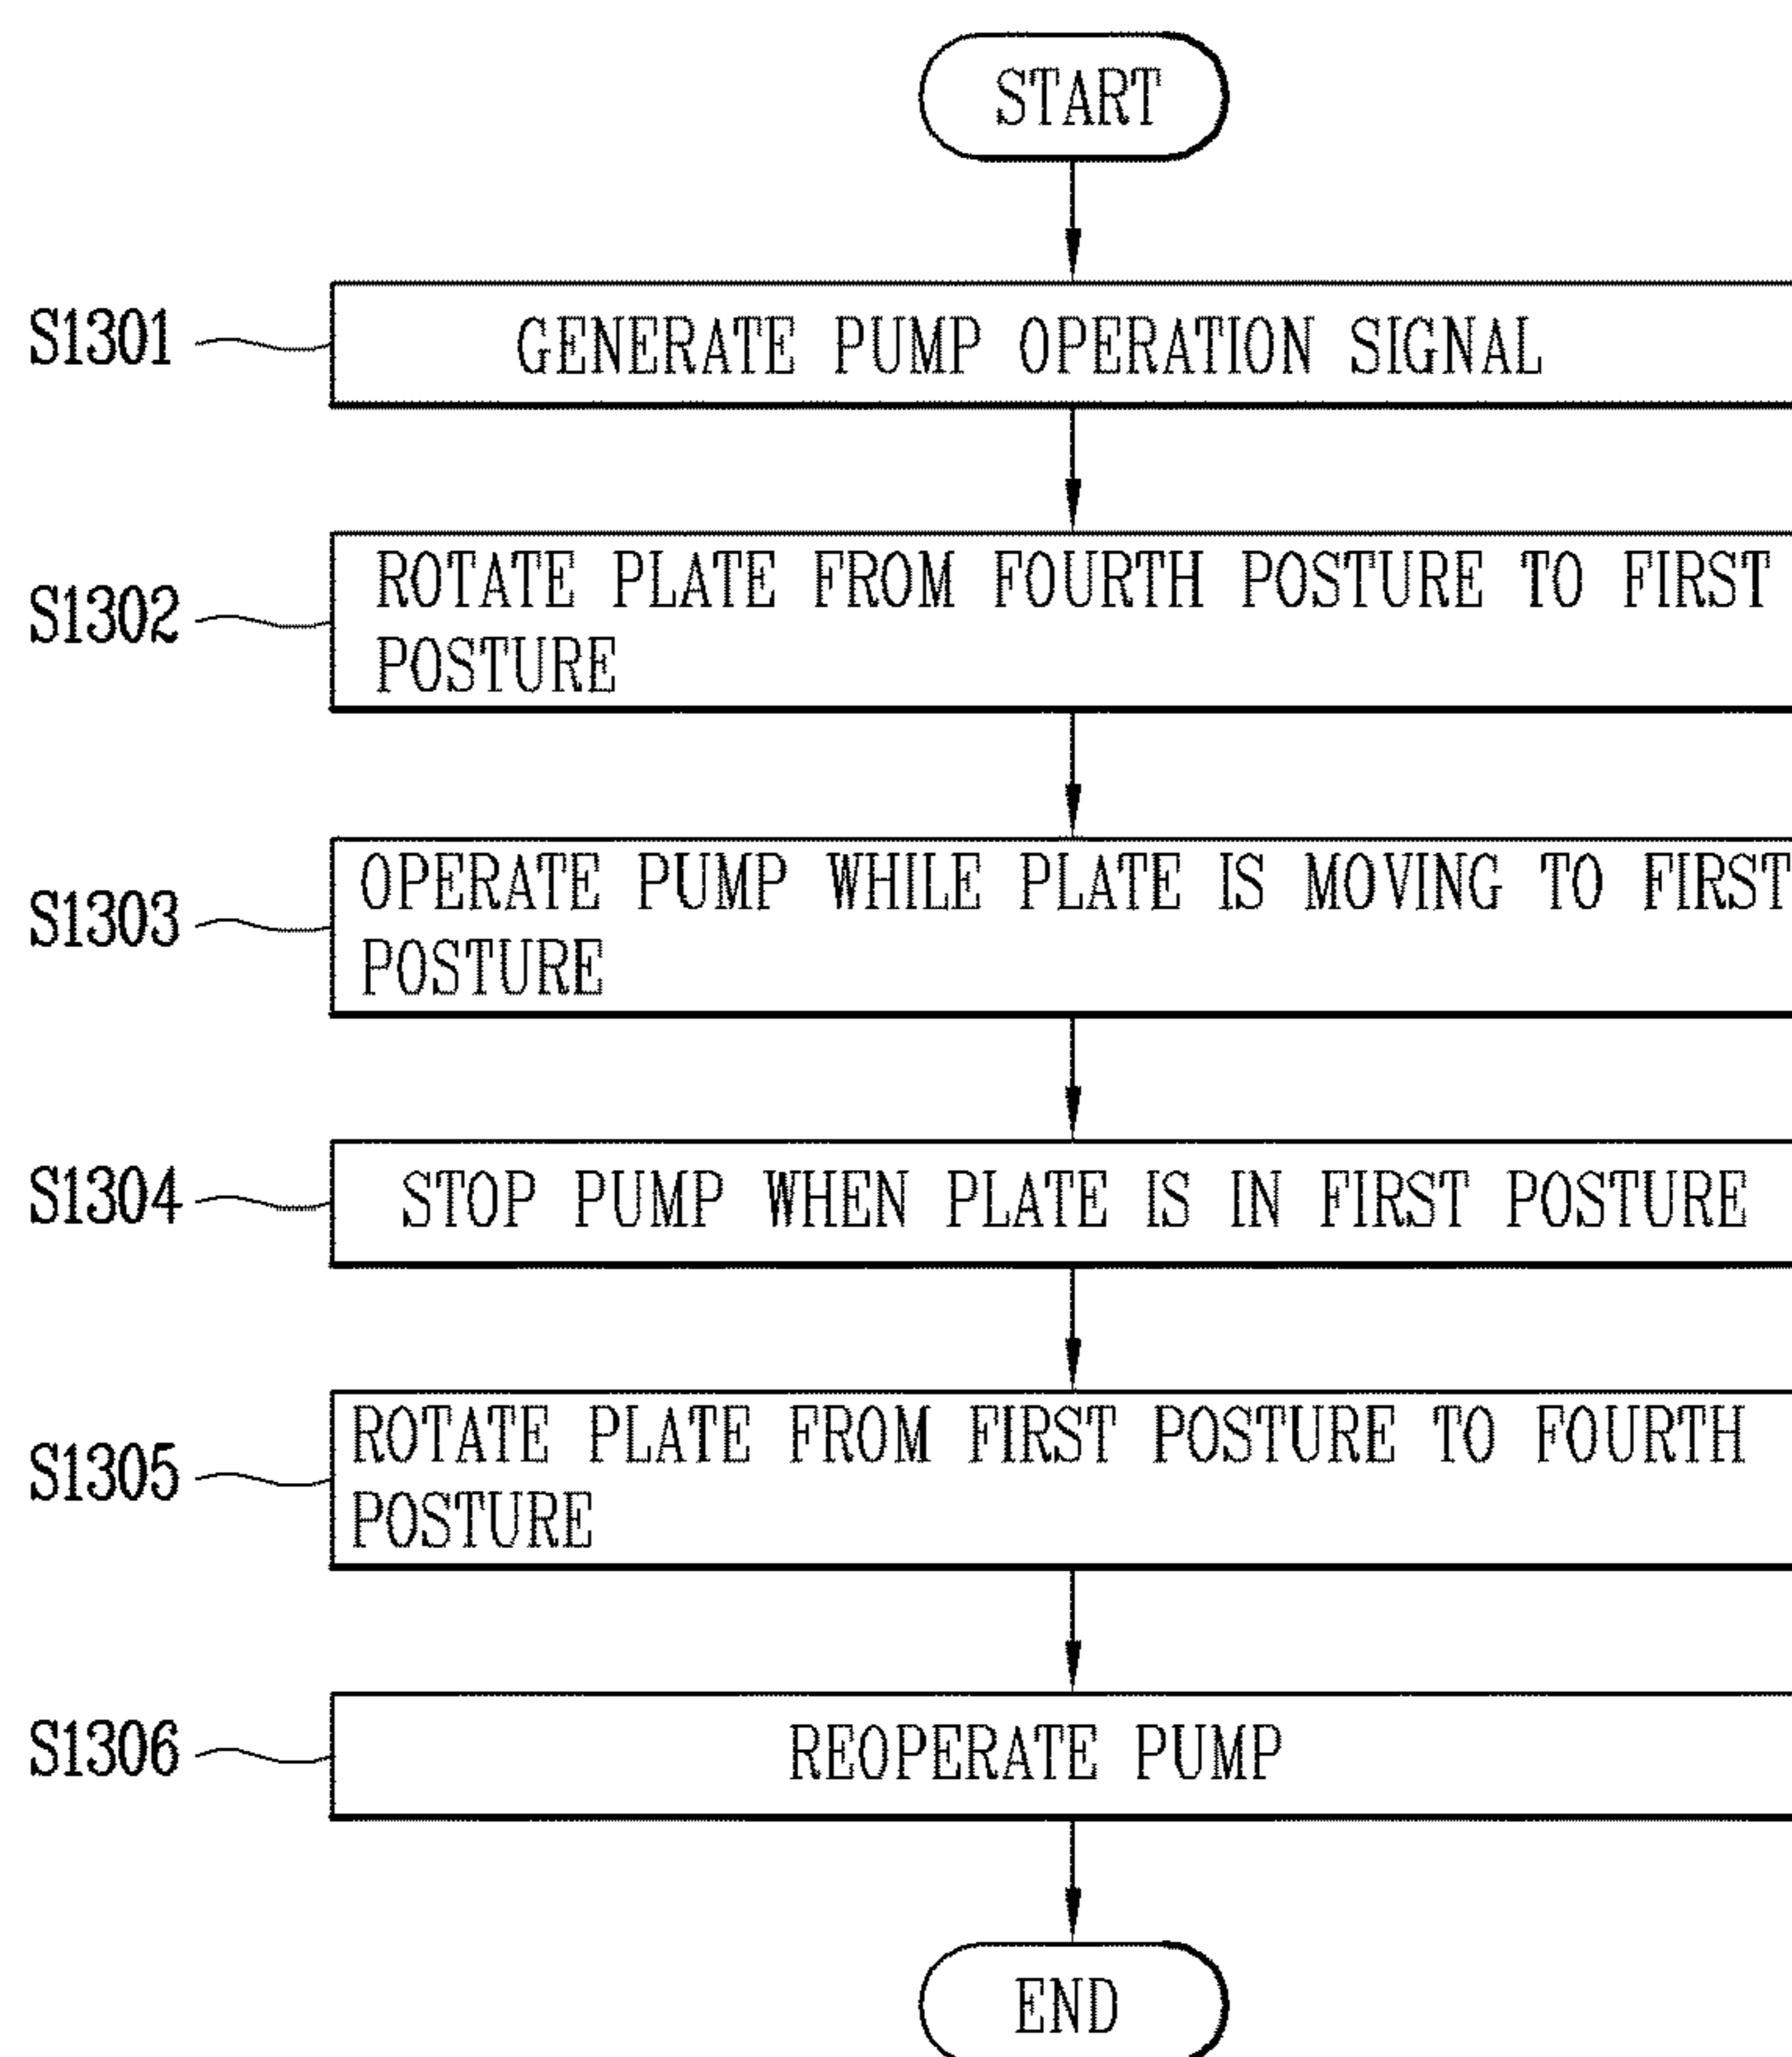 START
S1301
GENERATE PUMP OPERATION SIGNAL
S1302
ROTATE PLATE FROM FOURTH POSTURE TO FIRST
POSTURE
S1303
OPERATE PUMP WHILE PLATE IS MOVING TO FIRST
POSTURE
S1304
STOP PUMP WHEN PLATE IS IN FIRST POSTURE
S1305
ROTATE PLATE FROM FIRST POSTURE TO FOURTH
POSTURE
S1306
REOPERATE PUMP
END